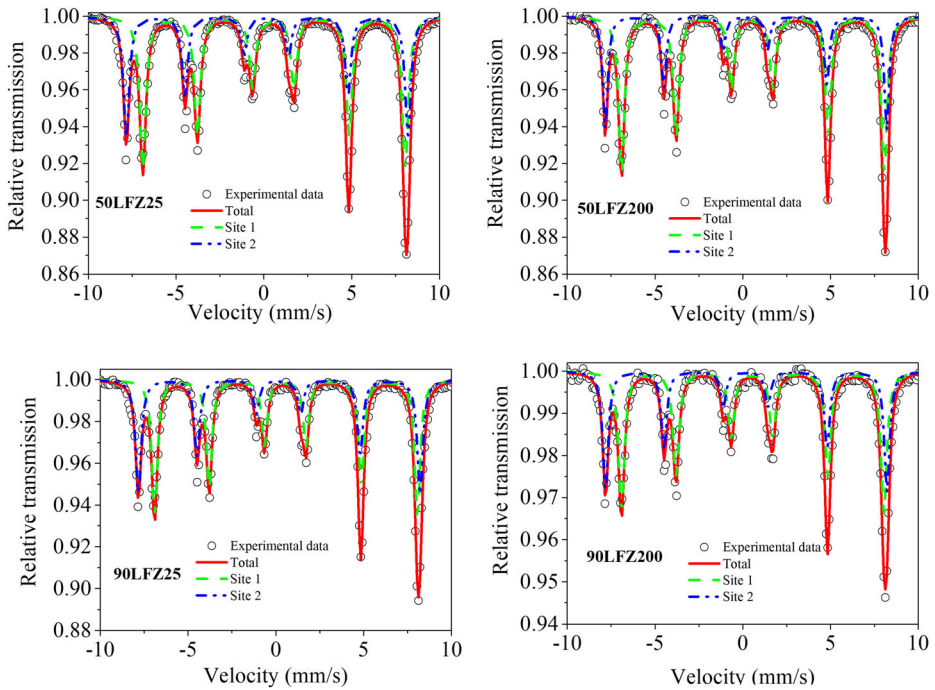 1.00
0.98
0.96
0.94
0.92
0.90
0.88
0.86
Relative transmission
50LFZ25
Experimental data
Total
Site 1
Site 2
-10 -5 0 5 10
Velocity (mm/s)
1.00
0.98
0.96
0.94
0.92
0.90
0.88
0.86
Relative transmission
50LFZ200
Experimental data
Total
Site 1
Site 2
-10 -5 0 5 10
Velocity (mm/s)
1.00
0.98
0.96
0.94
0.92
0.90
0.88
Relative transmission
90LFZ25
Experimental data
Total
Site 1
Site 2
-10 -5 0 5 10
Velocity (mm/s)
1.00
0.99
0.98
0.97
0.96
0.95
0.94
Relative transmission
90LFZ200
Experimental data
Total
Site 1
Site 2
-10 -5 0 5 10
Velocity (mm/s)